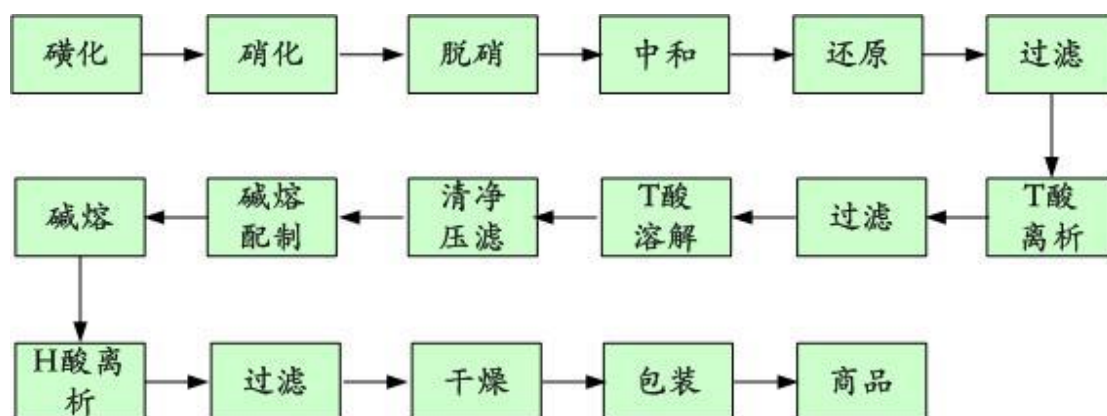 磺化
硝化
脱硝
中和
还原
过滤
T酸
离析
过滤
T酸
溶解
清净
压滤
碱熔
配制
碱熔
H酸离
析
过滤
干燥
包装
商品